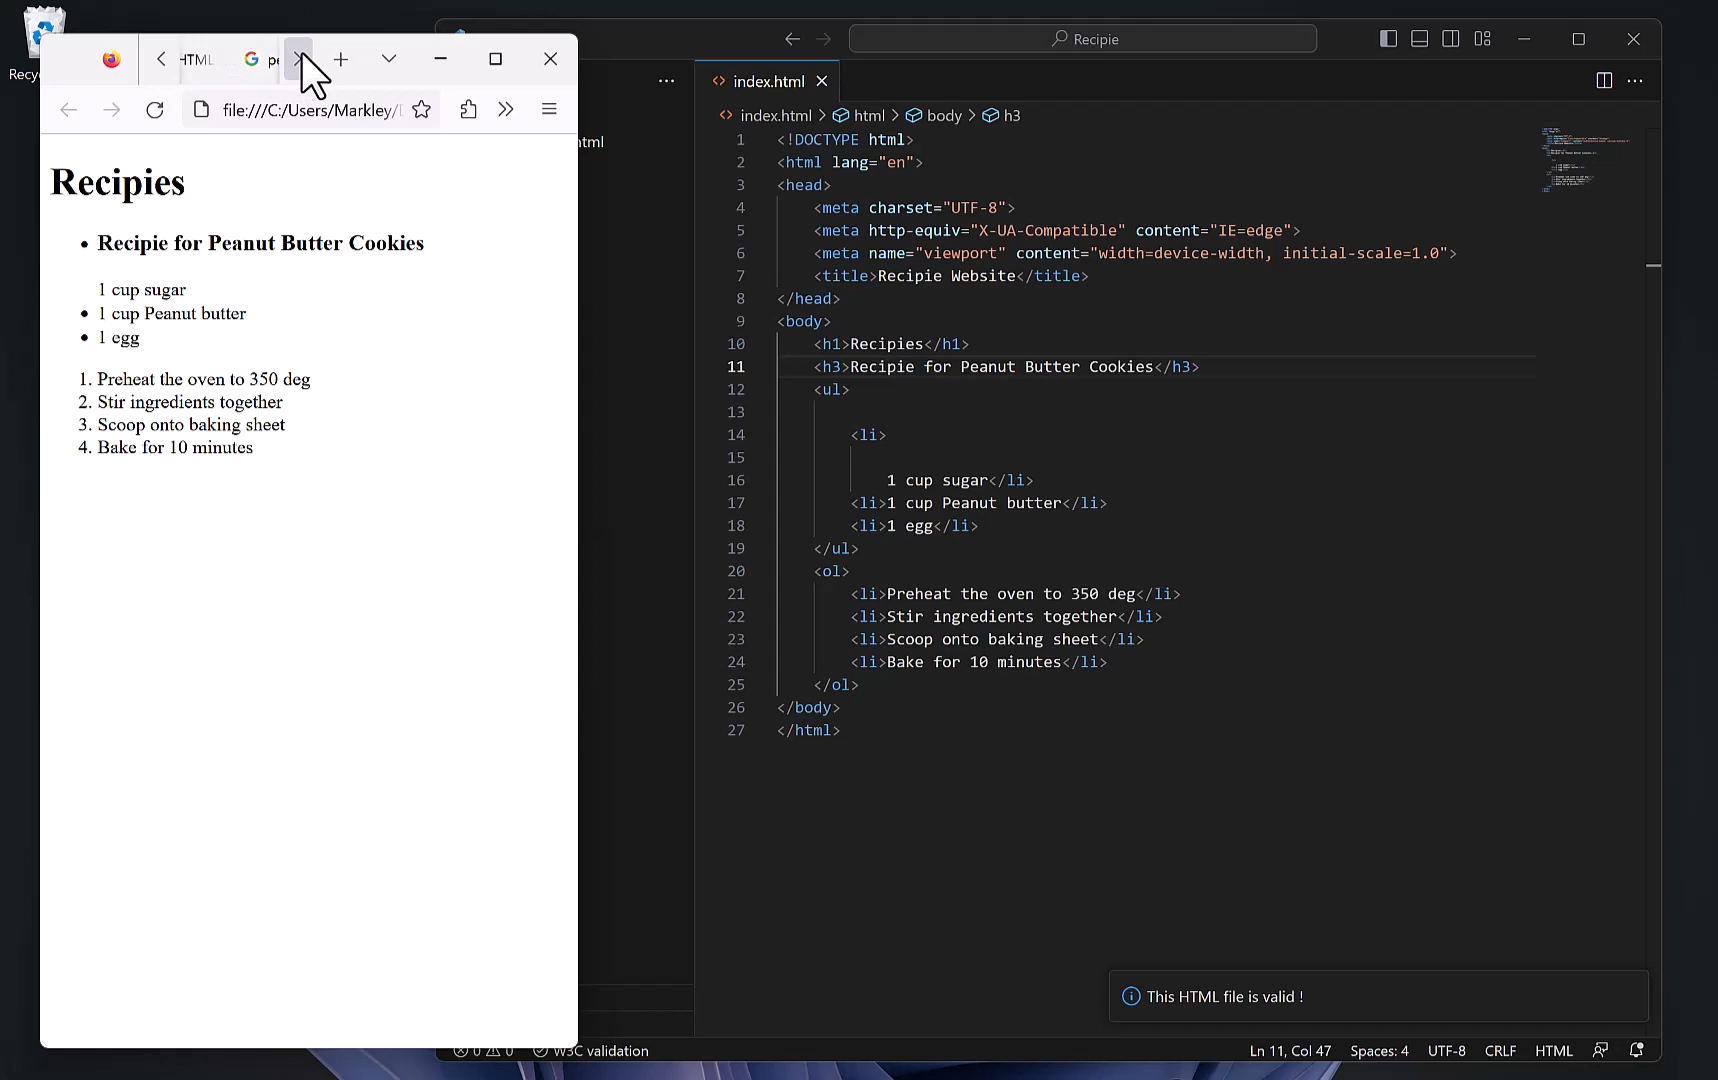 Recy
HTML
pe
file:///C:/Users/Markley/
Recipies
• Recipie for Peanut Butter Cookies
1 cup sugar
• 1 cup Peanut butter
• 1 egg
1. Preheat the oven to 350 deg
2. Stir ingredients together
3. Scoop onto baking sheet
4. Bake for 10 minutes
Recipie
tml
index.html
index.html > html > body > h3
1 <!DOCTYPE html>
2 <html lang="en">
3 <head>
4 <meta charset="UTF-8">
5 <meta http-equiv="X-UA-Compatible" content="IE=edge">
6 <meta name="viewport" content="width=device-width, initial-scale=1.0">
7 <title>Recipie Website</title>
8 </head>
9 <body>
10 <h1>Recipies</h1>
11 <h3>Recipie for Peanut Butter Cookies</h3>
12 <ul>
13
14 <li>
15
16 1 cup sugar</li>
17 <li>1 cup Peanut butter</li>
18 <li>1 egg</li>
19 </ul>
20 <ol>
21 <li>Preheat the oven to 350 deg</li>
22 <li>Stir ingredients together</li>
23 <li>Scoop onto baking sheet</li>
24 <li>Bake for 10 minutes</li>
25 </ol>
26 </body>
27 </html>
This HTML file is valid !
0 0 W3C validation
Ln 11, Col 47 Spaces: 4 UTF-8 CRLF HTML